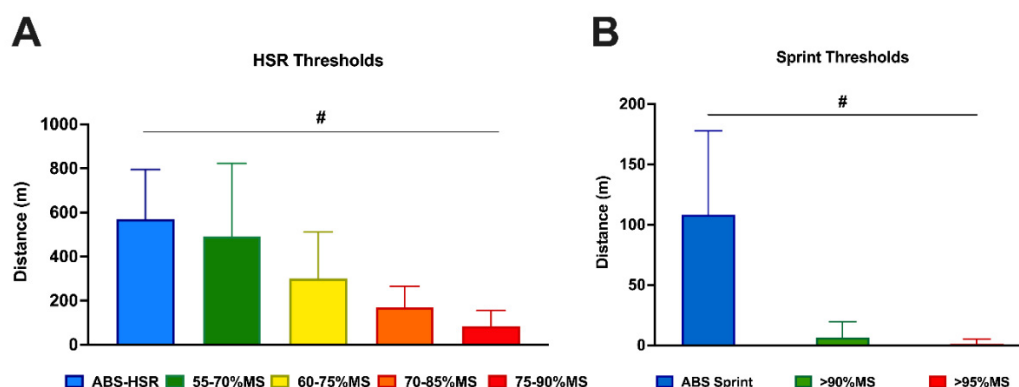 A
HSR Thresholds
#
Distance (m)
1000
800
600
400
200
0
ABS-HSR 55-70%MS 60-75%MS 70-85%MS 75-90%MS
B
Sprint Thresholds
#
Distance (m)
200
150
100
50
0
ABS Sprint >90%MS >95%MS